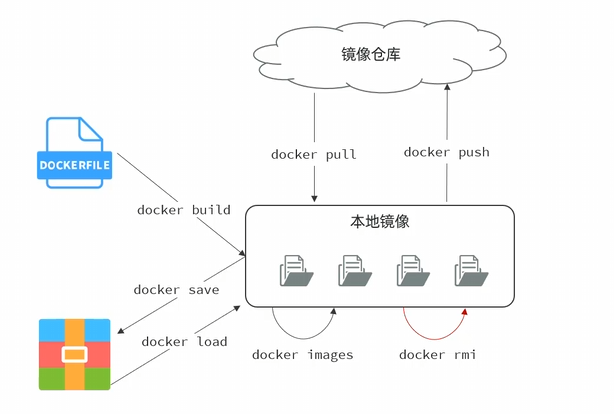 镜像仓库
docker pull
docker push
DOCKERFILE
docker build
本地镜像
docker save
docker load
docker images
docker rmi